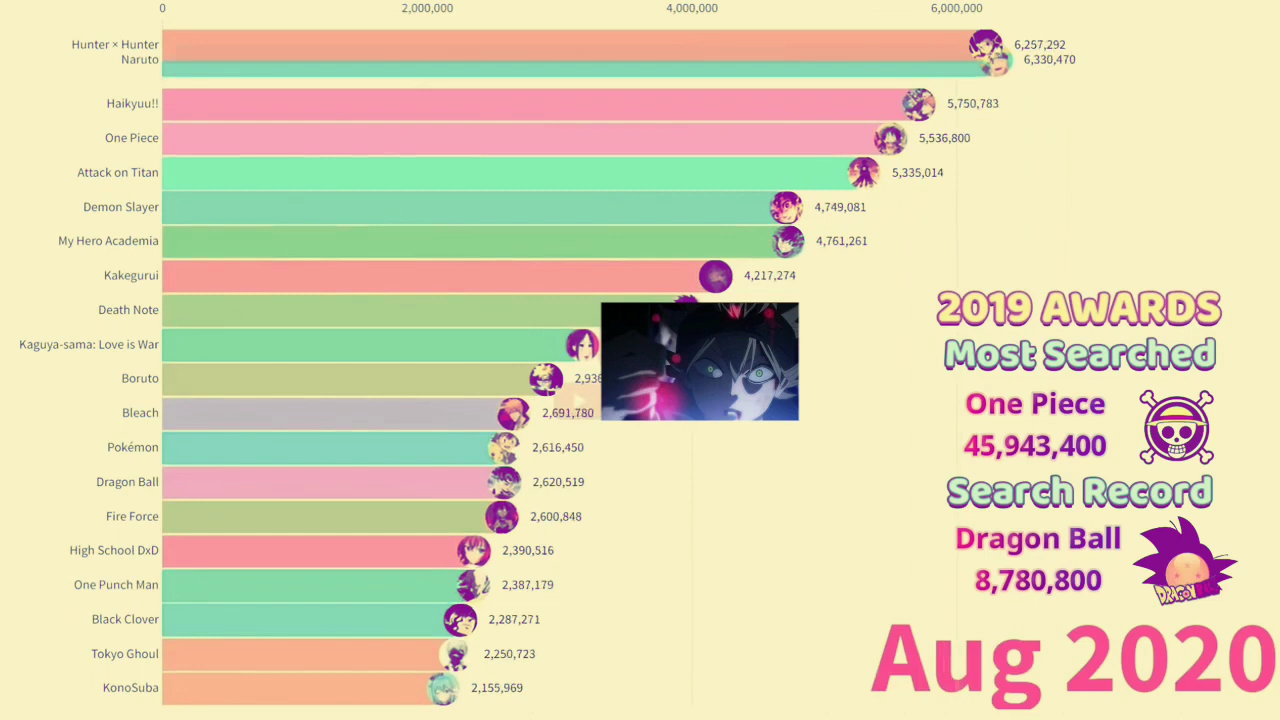 0 2,000,000 4,000,000 6,000,000
Hunter × Hunter 6,257,292
Naruto 6,330,470
Haikyuu!! 5,750,783
One Piece 5,536,800
Attack on Titan 5,335,014
Demon Slayer 4,749,081
My Hero Academia 4,761,261
Kakegurui 4,217,274
Death Note
Kaguya-sama: Love is War
Boruto 2,936
Bleach 2,691,780
Pokémon 2,616,450
Dragon Ball 2,620,519
Fire Force 2,600,848
High School DxD 2,390,516
One Punch Man 2,387,179
Black Clover 2,287,271
Tokyo Ghoul 2,250,723
KonoSuba 2,155,969
2019 AWARDS
Most Searched
One Piece
45,943,400
Search Record
Dragon Ball
8,780,800
DRAGON BALL
Aug 2020